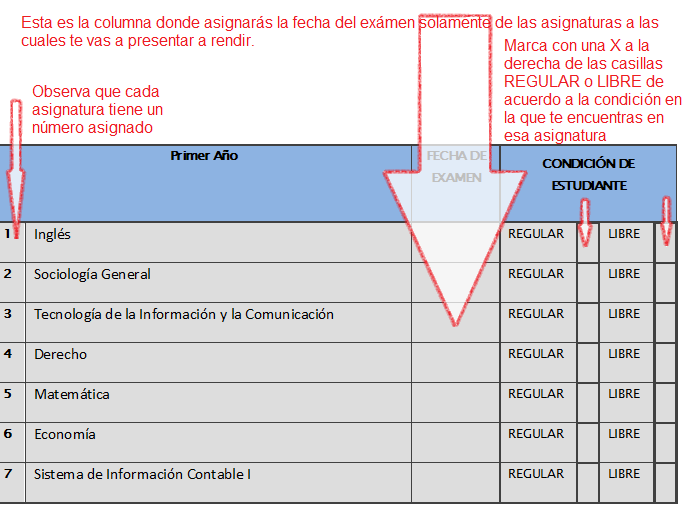 Esta es la columna donde asignarás la fecha del exámen solamente de las asignaturas a las
cuales te vas a presentar a rendir.
Marca con una X a la
derecha de las casillas
REGULAR o LIBRE de
acuerdo a la condición en
la que te encuentras en
esa asignatura
Observa que cada
asignatura tiene un
número asignado
Primer Año
FECHA DE
EXAMEN
CONDICIÓN DE
ESTUDIANTE
1 Inglés REGULAR LIBRE
2 Sociología General REGULAR LIBRE
3 Tecnología de la Información y la Comunicación REGULAR LIBRE
4 Derecho REGULAR LIBRE
5 Matemática REGULAR LIBRE
6 Economía REGULAR LIBRE
7 Sistema de Información Contable I REGULAR LIBRE